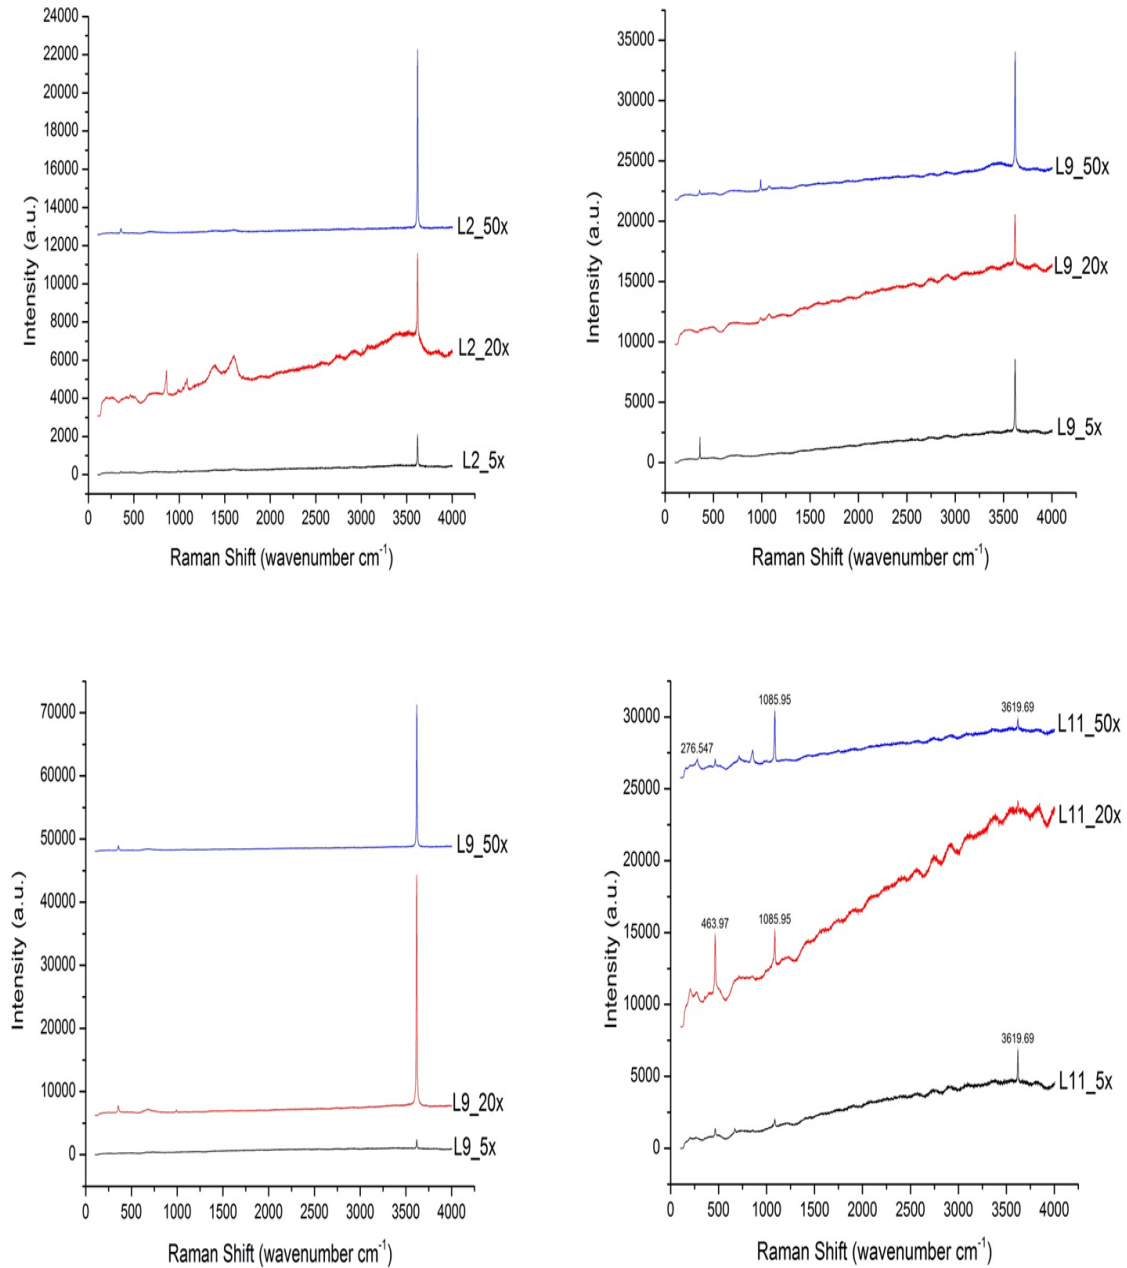 24000
22000
20000
18000
16000
14000
12000
10000
8000
6000
4000
2000
0
Intensity (a.u.)
L2_50x
L2_20x
L2_5x
0 500 1000 1500 2000 2500 3000 3500 4000
Raman Shift (wavenumber cm-1)
35000
30000
25000
20000
15000
10000
5000
0
Intensity (a.u.)
L9_50x
L9_20x
L9_5x
0 500 1000 1500 2000 2500 3000 3500 4000
Raman Shift (wavenumber cm-1)
70000
60000
50000
40000
30000
20000
10000
0
Intensity (a.u.)
L9_50x
L9_20x
L9_5x
0 500 1000 1500 2000 2500 3000 3500 4000
Raman Shift (wavenumber cm-1)
30000
25000
20000
15000
10000
5000
0
Intensity (a.u.)
1085.95
3619.69
276.547
L11_50x
L11_20x
463.97
1085.95
3619.69
L11_5x
0 500 1000 1500 2000 2500 3000 3500 4000
Raman Shift (wavenumber cm-1)